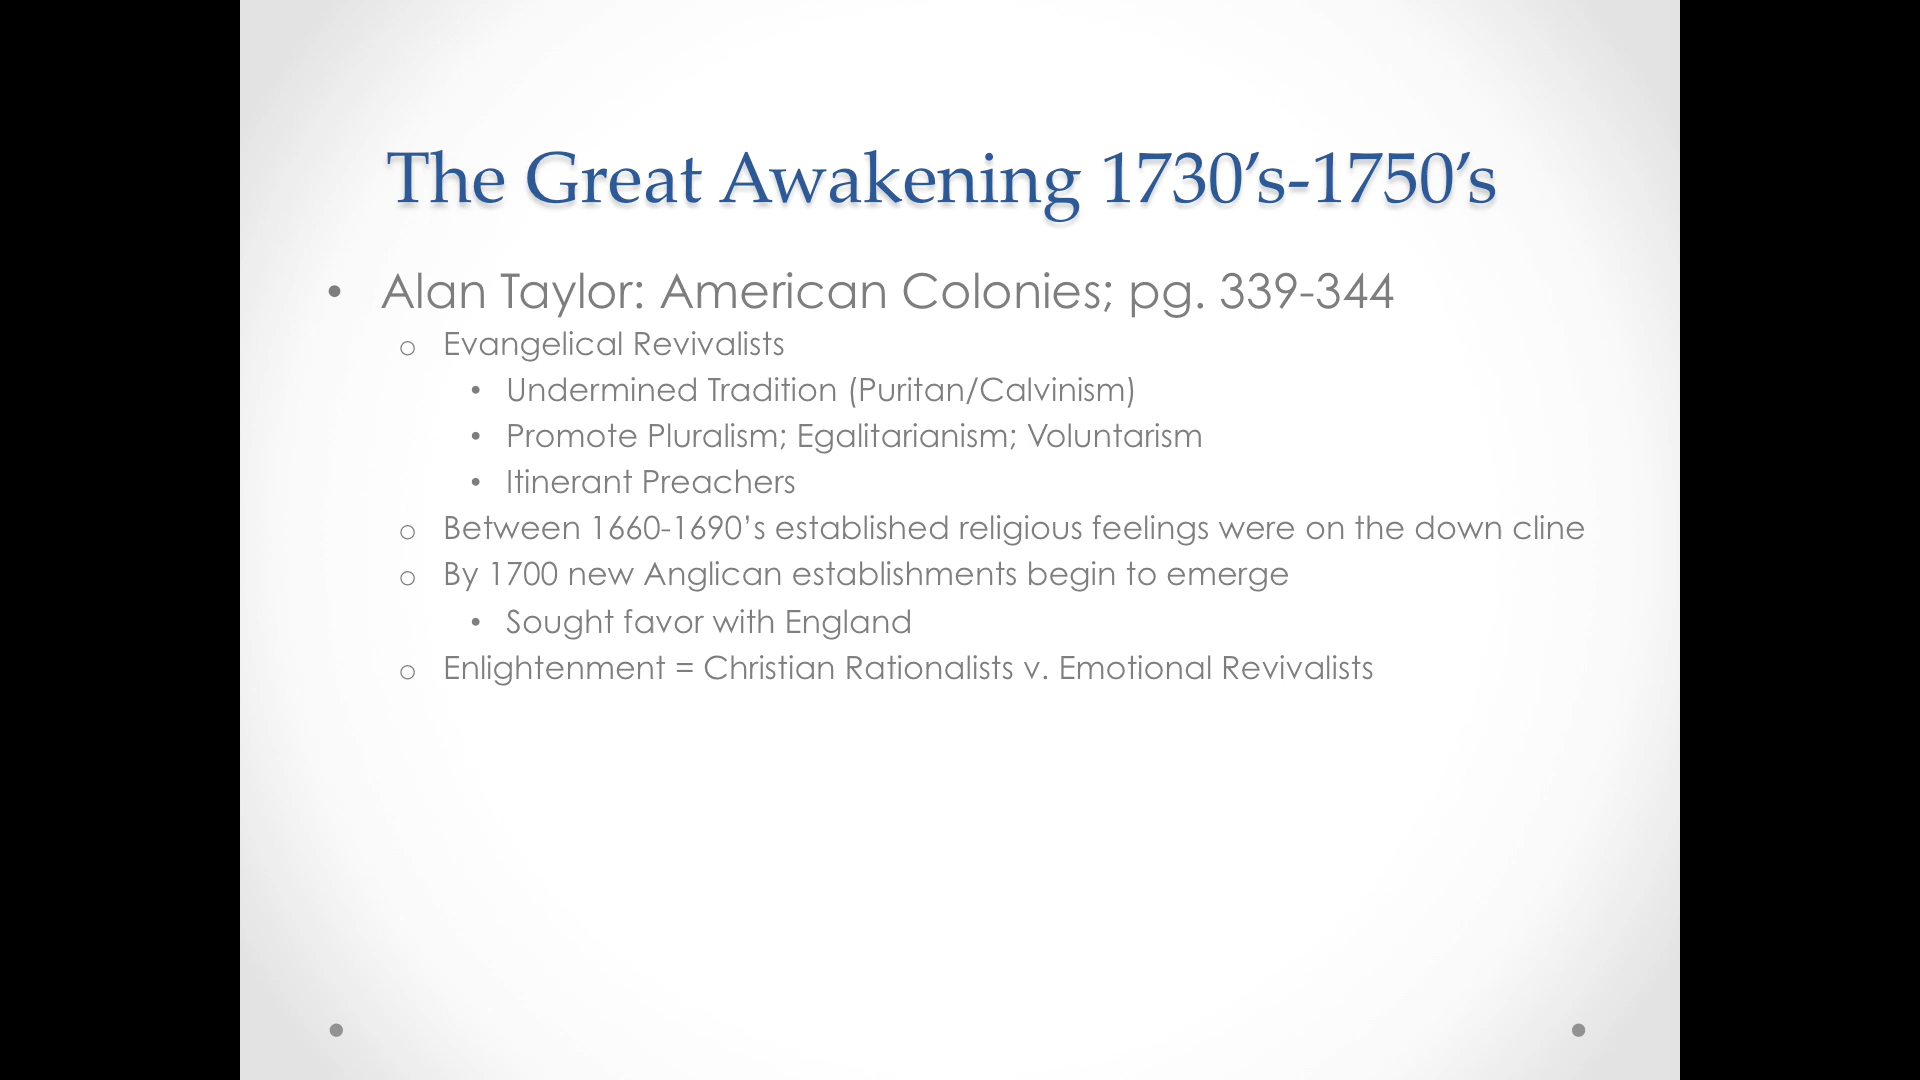 The Great Awakening 1730’s-1750’s
• Alan Taylor: American Colonies; pg. 339-344
o Evangelical Revivalists
• Undermined Tradition (Puritan/Calvinism)
• Promote Pluralism; Egalitarianism; Voluntarism
• Itinerant Preachers
o Between 1660-1690’s established religious feelings were on the down cline
o By 1700 new Anglican establishments begin to emerge
• Sought favor with England
o Enlightenment = Christian Rationalists v. Emotional Revivalists